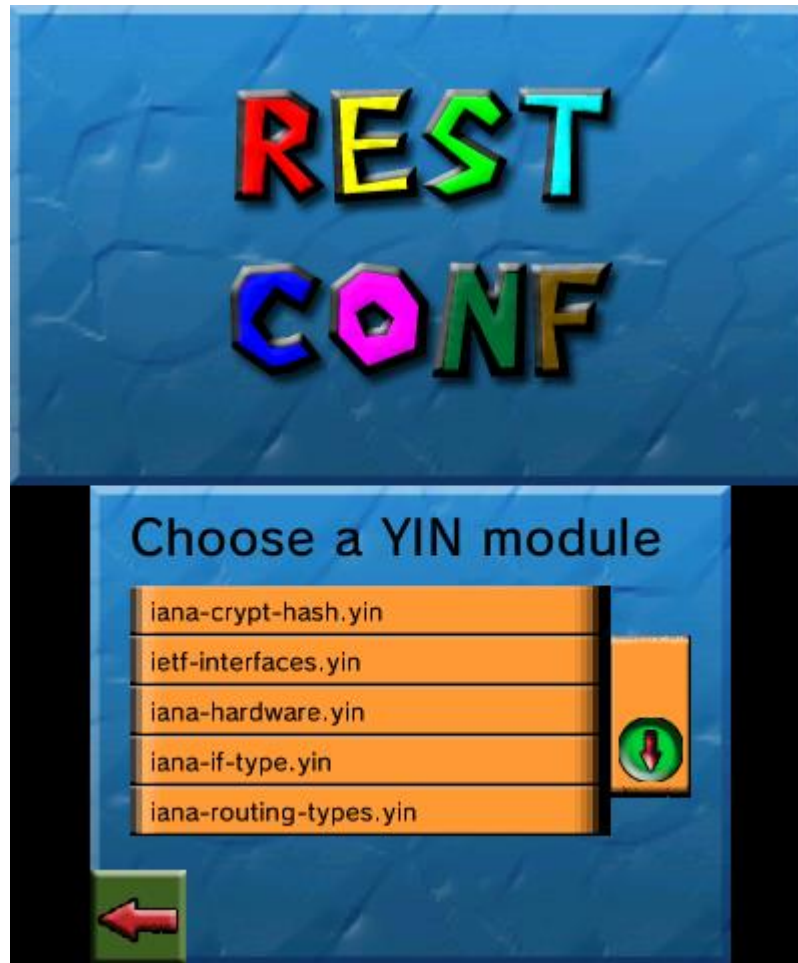 REST
CONF
Choose a YIN module
iana-crypt-hash.yin
ietf-interfaces.yin
iana-hardware.yin
iana-if-type.yin
iana-routing-types.yin